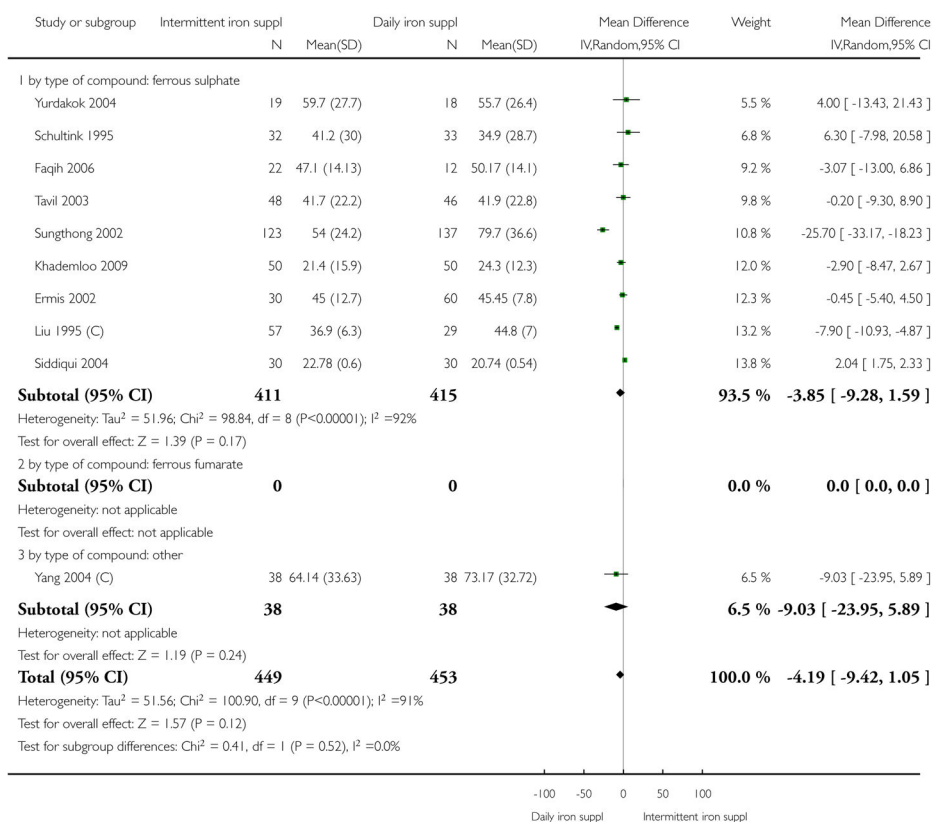 Study or subgroup Intermittent iron suppl Daily iron suppl Mean Difference Weight Mean Difference
N Mean(SD) N Mean(SD) IV,Random,95% CI IV,Random,95% CI
1 by type of compound: ferrous sulphate
Yurdakok 2004 19 59.7 (27.7) 18 55.7 (26.4) 5.5 % 4.00 [ -13.43, 21.43 ]
Schultink 1995 32 41.2 (30) 33 34.9 (28.7) 6.8 % 6.30 [ -7.98, 20.58 ]
Faqih 2006 22 47.1 (14.13) 12 50.17 (14.1) 9.2 % -3.07 [ -13.00, 6.86 ]
Tavil 2003 48 41.7 (22.2) 46 41.9 (22.8) 9.8 % -0.20 [ -9.30, 8.90 ]
Sungthong 2002 123 54 (24.2) 137 79.7 (36.6) 10.8 % -25.70 [ -33.17, -18.23 ]
Khademloo 2009 50 21.4 (15.9) 50 24.3 (12.3) 12.0 % -2.90 [ -8.47, 2.67 ]
Ermis 2002 30 45 (12.7) 60 45.45 (7.8) 12.3 % -0.45 [ -5.40, 4.50 ]
Liu 1995 (C) 57 36.9 (6.3) 29 44.8 (7) 13.2 % -7.90 [ -10.93, -4.87 ]
Siddiqui 2004 30 22.78 (0.6) 30 20.74 (0.54) 13.8 % 2.04 [ 1.75, 2.33 ]
Subtotal (95% CI) 411 415 93.5 % -3.85 [ -9.28, 1.59 ]
Heterogeneity: Tau² = 51.96; Chi² = 98.84, df = 8 (P<0.00001); I² =92%
Test for overall effect: Z = 1.39 (P = 0.17)
2 by type of compound: ferrous fumarate
Subtotal (95% CI) 0 0 0.0 % 0.0 [ 0.0, 0.0 ]
Heterogeneity: not applicable
Test for overall effect: not applicable
3 by type of compound: other
Yang 2004 (C) 38 64.14 (33.63) 38 73.17 (32.72) 6.5 % -9.03 [ -23.95, 5.89 ]
Subtotal (95% CI) 38 38 6.5 % -9.03 [ -23.95, 5.89 ]
Heterogeneity: not applicable
Test for overall effect: Z = 1.19 (P = 0.24)
Total (95% CI) 449 453 100.0 % -4.19 [ -9.42, 1.05 ]
Heterogeneity: Tau² = 51.56; Chi² = 100.90, df = 9 (P<0.00001); I² =91%
Test for overall effect: Z = 1.57 (P = 0.12)
Test for subgroup differences: Chi² = 0.41, df = 1 (P = 0.52), I² =0.0%
-100 -50 0 50 100
Daily iron suppl Intermittent iron suppl